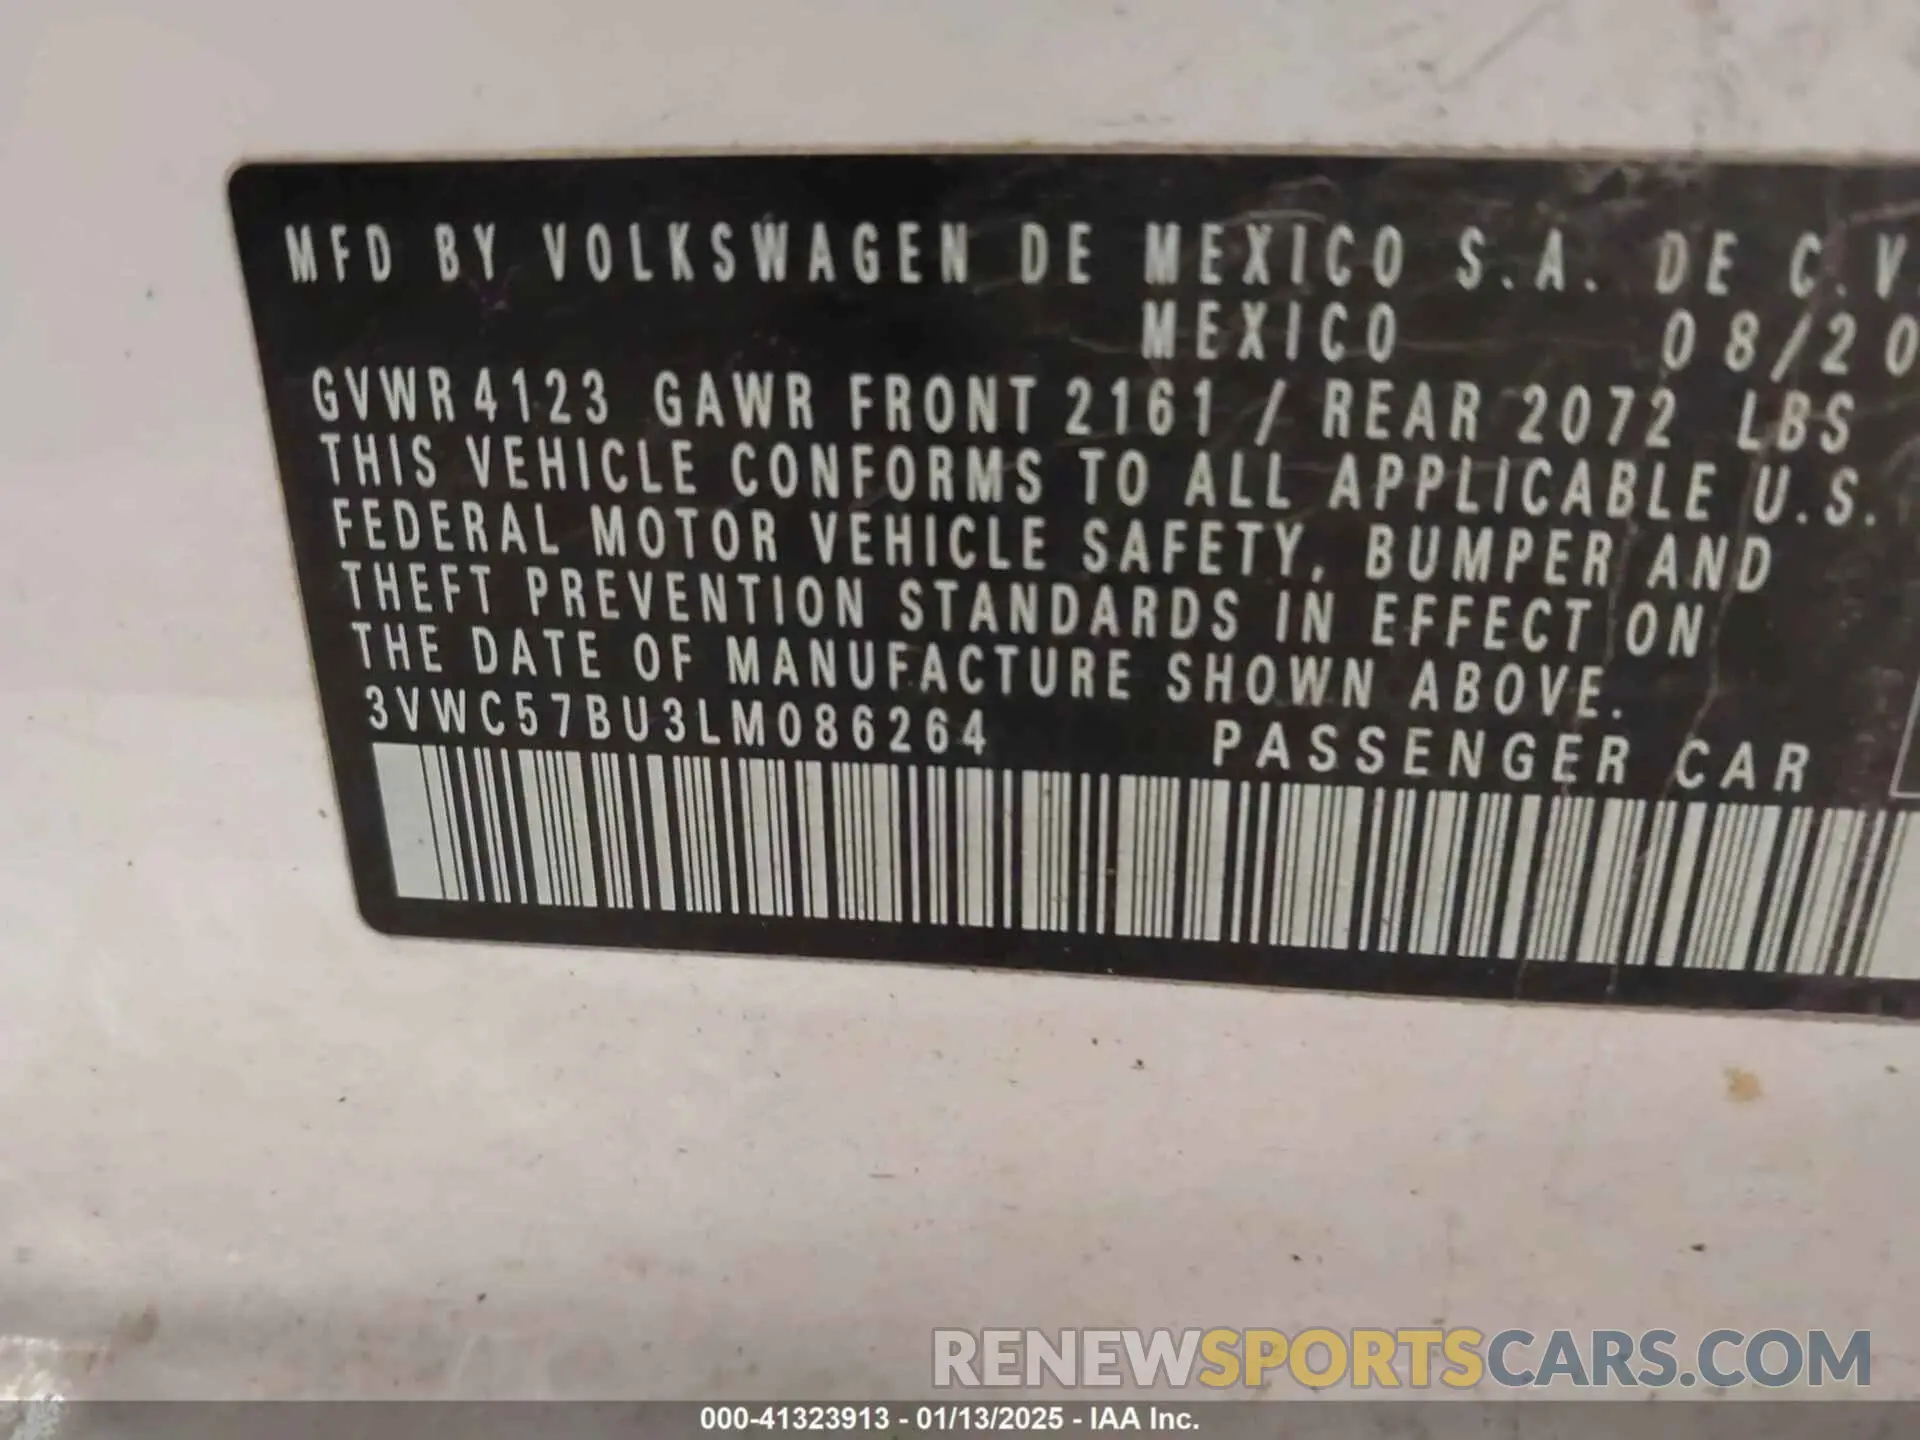 MFD BY VOLKSWAGEN DE MEXICO S.A. DE C.V.
MEXICO 08/20
GVWR 4123 GAWR FRONT 2161 / REAR 2072 LBS
THIS VEHICLE CONFORMS TO ALL APPLICABLE U.S.
FEDERAL MOTOR VEHICLE SAFETY, BUMPER AND
THEFT PREVENTION STANDARDS IN EFFECT ON
THE DATE OF MANUFACTURE SHOWN ABOVE.
3VWC57BU3LM086264 PASSENGER CAR
RENEWSPORTSCARS.COM
000-41323913 - 01/13/2025 - IAA Inc.